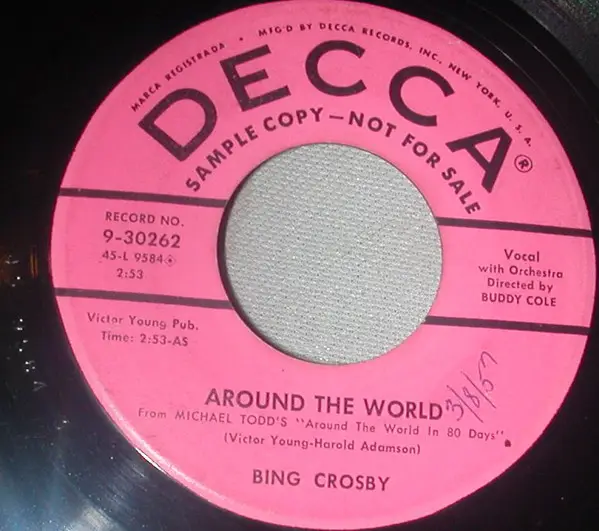 MARCA REGISTRADA • MFG'D BY DECCA RECORDS, INC., NEW YORK, U. S. A.
DECCA®
SAMPLE COPY—NOT FOR SALE
RECORD NO.
9-30262
45-L 9584
2:53
Victor Young Pub.
Time: 2:53-AS
Vocal
with Orchestra
Directed by
BUDDY COLE
3/8/57
AROUND THE WORLD
From MICHAEL TODD'S "Around The World In 80 Days"
(Victor Young-Harold Adamson)
BING CROSBY